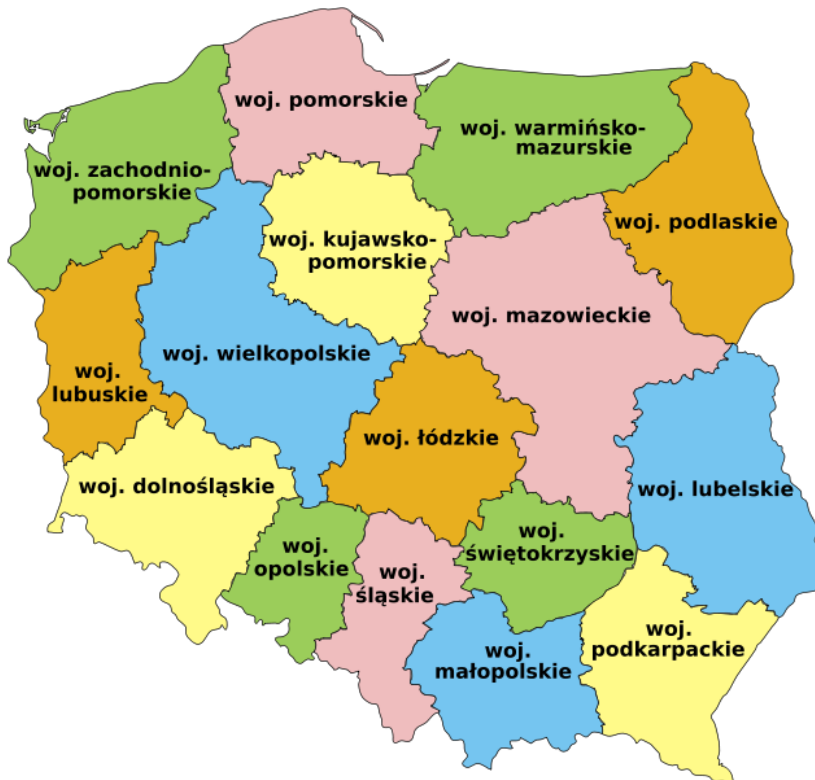 woj. pomorskie
woj. warmińsko-
mazurskie
woj. zachodnio-
pomorskie
woj. podlaskie
woj. kujawsko-
pomorskie
woj. mazowieckie
woj. wielkopolskie
woj.
lubuskie
woj. łódzkie
woj. dolnośląskie
woj. lubelskie
woj.
świętokrzyskie
woj.
opolskie
woj.
śląskie
woj.
podkarpackie
woj.
małopolskie